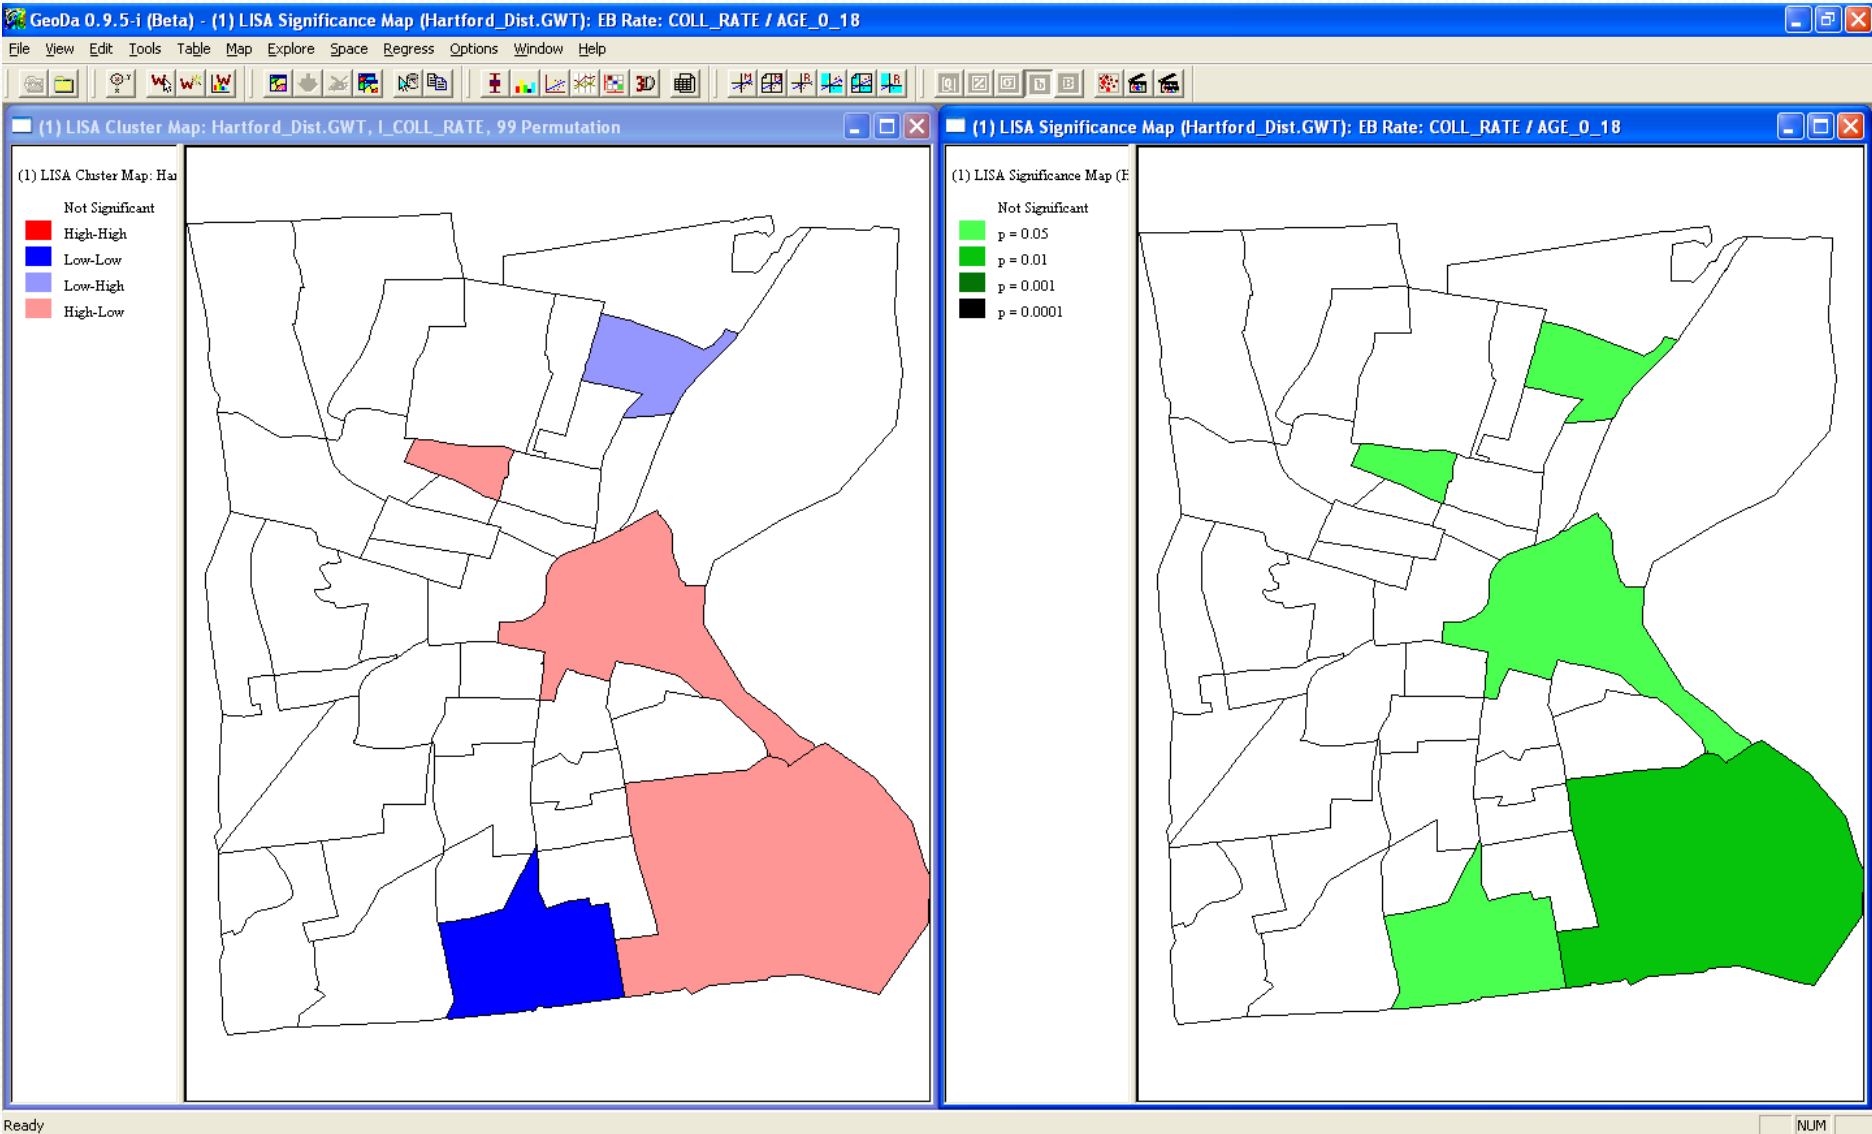 GeoDa 0.9.5-i (Beta) - (1) LISA Significance Map (Hartford_Dist.GWT): EB Rate: COLL_RATE / AGE_0_18
File View Edit Tools Table Map Explore Space Regress Options Window Help
(1) LISA Cluster Map: Hartford_Dist.GWT, I_COLL_RATE, 99 Permutation
(1) LISA Cluster Map: Har
Not Significant
High-High
Low-Low
Low-High
High-Low
(1) LISA Significance Map (Hartford_Dist.GWT): EB Rate: COLL_RATE / AGE_0_18
(1) LISA Significance Map (H
Not Significant
p = 0.05
p = 0.01
p = 0.001
p = 0.0001
Ready
NUM